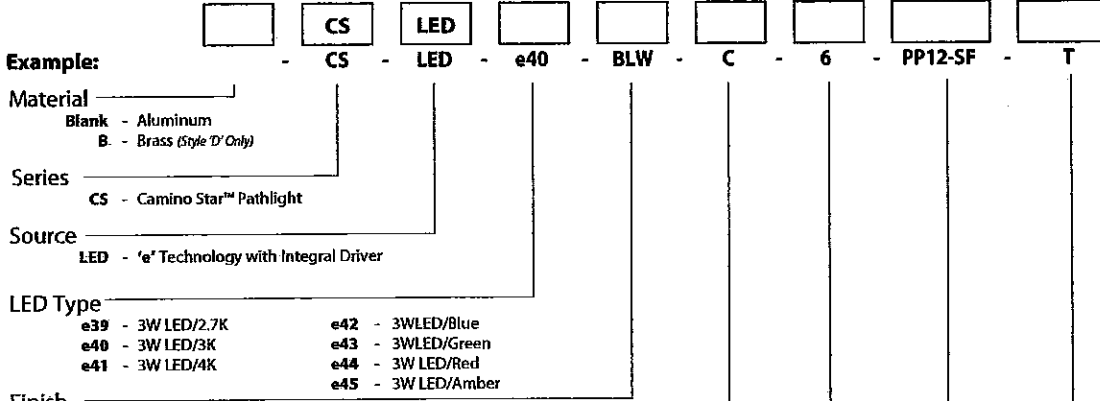 CS LED
Example: - CS - LED - e40 - BLW - C - 6 - PP12-SF - T
Material
Blank - Aluminum
B - Brass (Style 'D' Only)
Series
CS - Camino Star™ Pathlight
Source
LED - 'e' Technology with Integral Driver
LED Type
e39 - 3W LED/2.7K e42 - 3WLED/Blue
e40 - 3W LED/3K e43 - 3WLED/Green
e41 - 3W LED/4K e44 - 3W LED/Red
e45 - 3W LED/Amber
Finish